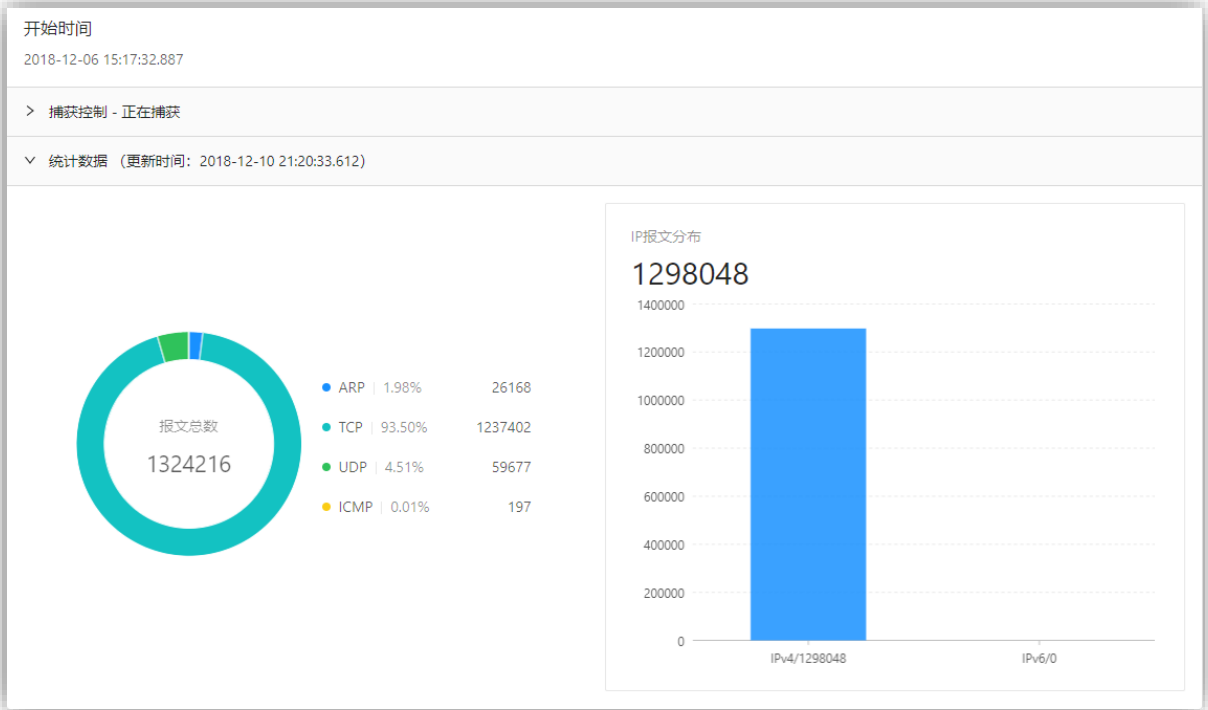 开始时间
2018-12-06 15:17:32.887
捕获控制 - 正在捕获
统计数据 （更新时间：2018-12-10 21:20:33.612）
报文总数
1324216
ARP | 1.98% 26168
TCP | 93.50% 1237402
UDP | 4.51% 59677
ICMP | 0.01% 197
IP报文分布
1298048
1400000
1200000
1000000
800000
600000
400000
200000
0
IPv4/1298048 IPv6/0